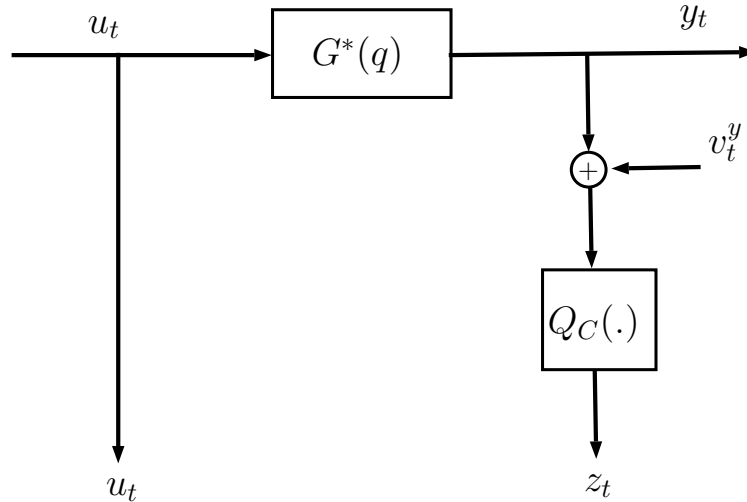 u_t
G^*(q)
y_t
v_t^y
+
Q_C(.)
u_t
z_t